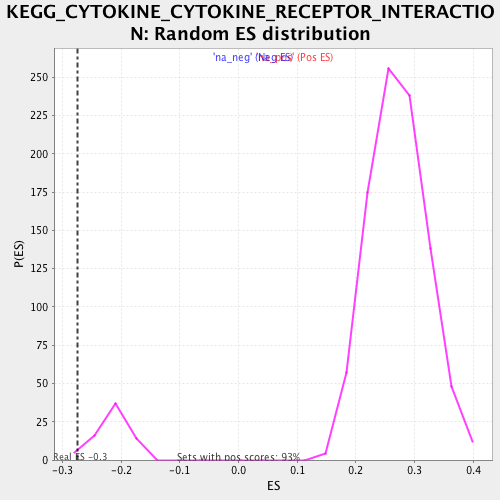 KEGG_CYTOKINE_CYTOKINE_RECEPTOR_INTERACTIO
N: Random ES distribution
'na_neg' (Neg ES) 'na_pos' (Pos ES)
250
225
200
175
150
125
100
75
50
25
0
P(ES)
Real ES -0.3
Sets with pos scores: 93%
-0.3 -0.2 -0.1 0.0 0.1 0.2 0.3 0.4
ES